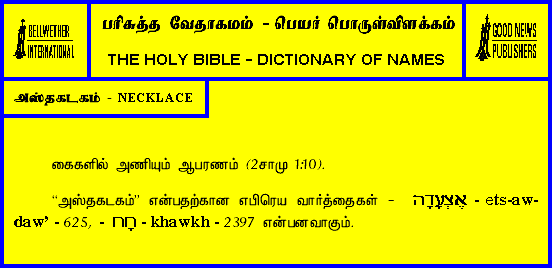 BELLWETHER
INTERNATIONAL
பரிசுத்த வேதாகமம் - பெயர் பொருள்விளக்கம்
THE HOLY BIBLE - DICTIONARY OF NAMES
GOOD NEWS
PUBLISHERS
அஸ்தகடகம் - NECKLACE
கைகளில் அணியும் ஆபரணம் (2சாமு 1:10).
“அஸ்தகடகம்” என்பதற்கான எபிரெய வார்த்தைகள் - אֶצְעָדָה - ets-aw-
daw’ - 625, - חָח - khawkh - 2397 என்பனவாகும்.